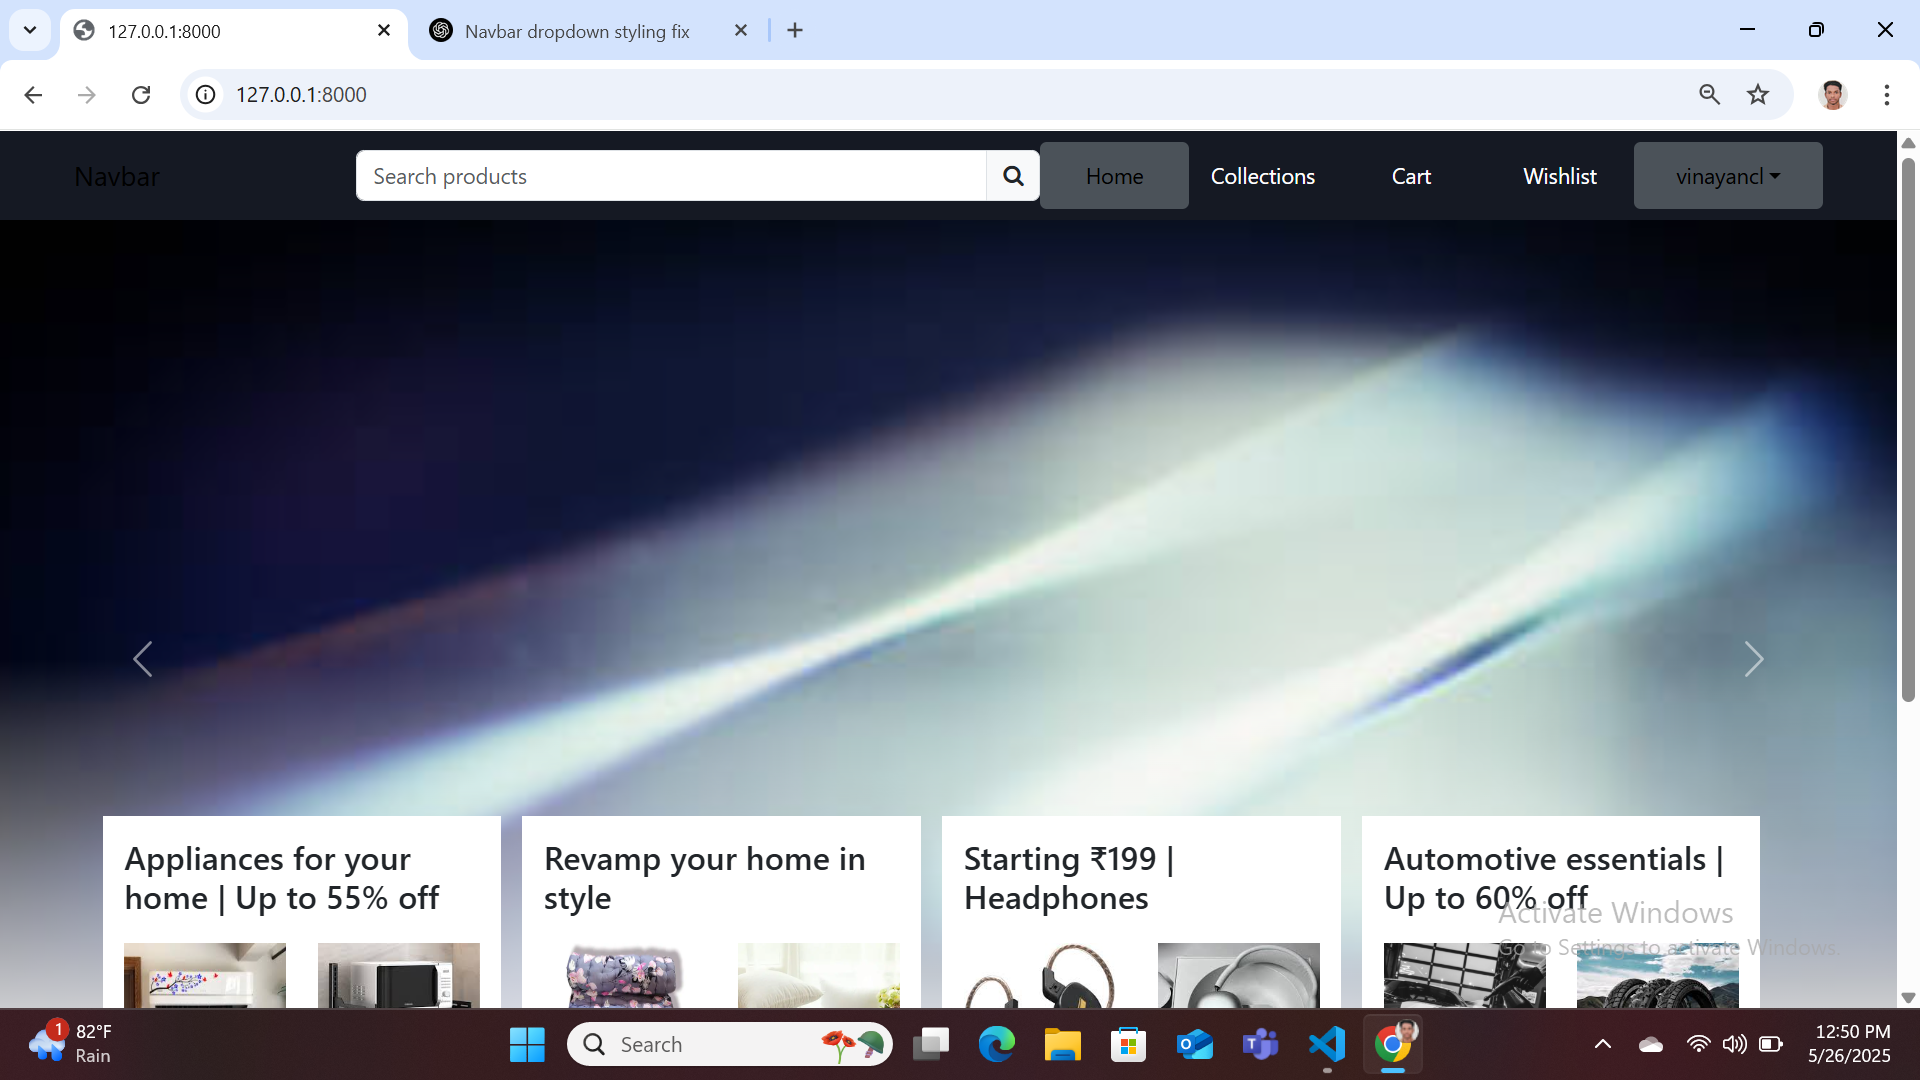 127.0.0.1:8000
Navbar dropdown styling fix
127.0.0.1:8000
Navbar
Search products
Home
Collections
Cart
Wishlist
vinayancl
Appliances for your
home | Up to 55% off
Revamp your home in
style
Starting ₹199 |
Headphones
Automotive essentials |
Up to 60% off
Activate Windows
Go to Settings to activate Windows.
1
82°F
Rain
Search
12:50 PM
5/26/2025